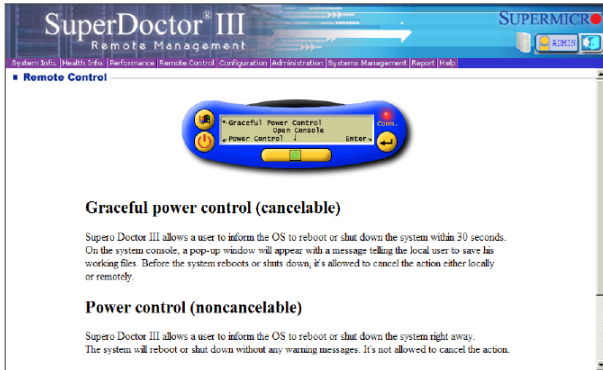 SuperDoctor® III
Remote Management
SUPERMICRO
ADMIN
System Info. |Health Info. |Performance |Remote Control |Configuration |Administration |Systems Management |Report |Help|
Remote Control
Graceful Power Control
Open Console
Power Control
Enter
Comm.
Graceful power control (cancelable)
Supero Doctor III allows a user to inform the OS to reboot or shut down the system within 30 seconds.
On the system console, a pop-up window will appear with a message telling the local user to save his
working files. Before the system reboots or shuts down, it's allowed to cancel the action either locally
or remotely.
Power control (noncancelable)
Supero Doctor III allows a user to inform the OS to reboot or shut down the system right away.
The system will reboot or shut down without any warning messages. It's not allowed to cancel the action.